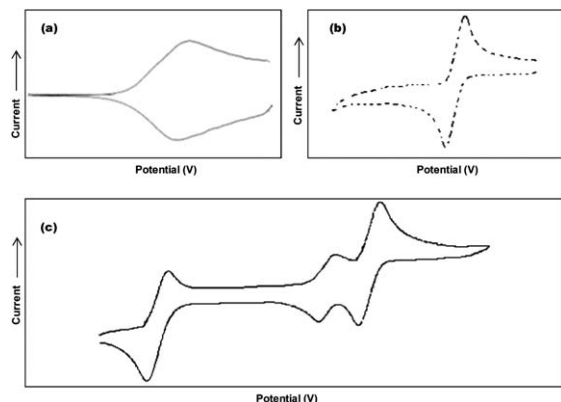 (a)
Current
Potential (V)
(b)
Current
Potential (V)
(c)
Current
Potential (V)